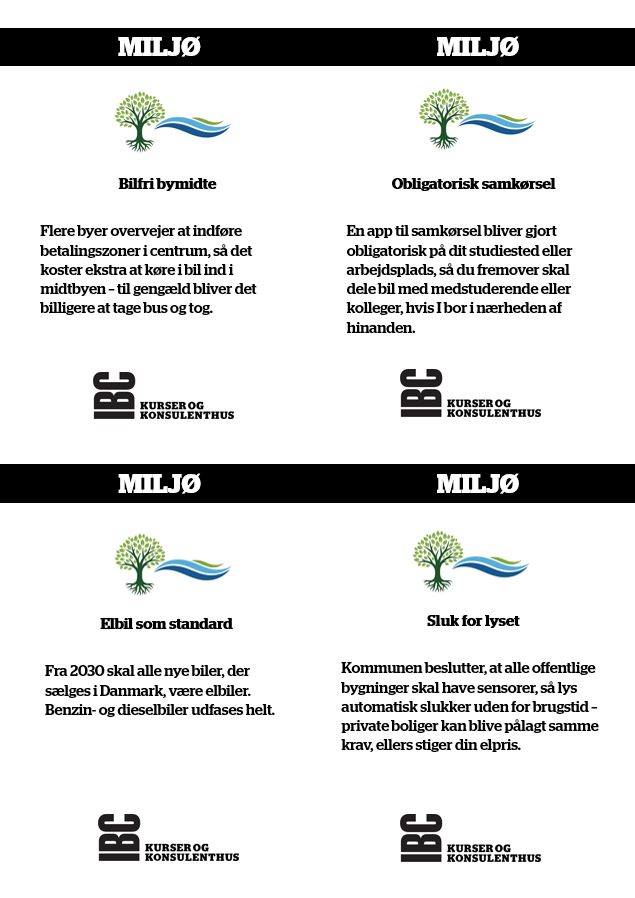 MILJØ
Bilfri bymidte
Flere byer overvejer at indføre
betalingszoner i centrum, så det
koster ekstra at køre i bil ind i
midtbyen – til gengæld bliver det
billigere at tage bus og tog.
IBC
KURSER OG
KONSULENTHUS
MILJØ
Obligatorisk samkørsel
En app til samkørsel bliver gjort
obligatorisk på dit studiested eller
arbejdsplads, så du fremover skal
dele bil med medstuderende eller
kolleger, hvis I bor i nærheden af
hinanden.
IBC
KURSER OG
KONSULENTHUS
MILJØ
Elbil som standard
Fra 2030 skal alle nye biler, der
sælges i Danmark, være elbiler.
Benzin- og dieselbiler udfases helt.
IBC
KURSER OG
KONSULENTHUS
MILJØ
Sluk for lyset
Kommunen beslutter, at alle offentlige
bygninger skal have sensorer, så lys
automatisk slukker uden for brugstid –
private boliger kan blive pålagt samme
krav, ellers stiger din elpris.
IBC
KURSER OG
KONSULENTHUS